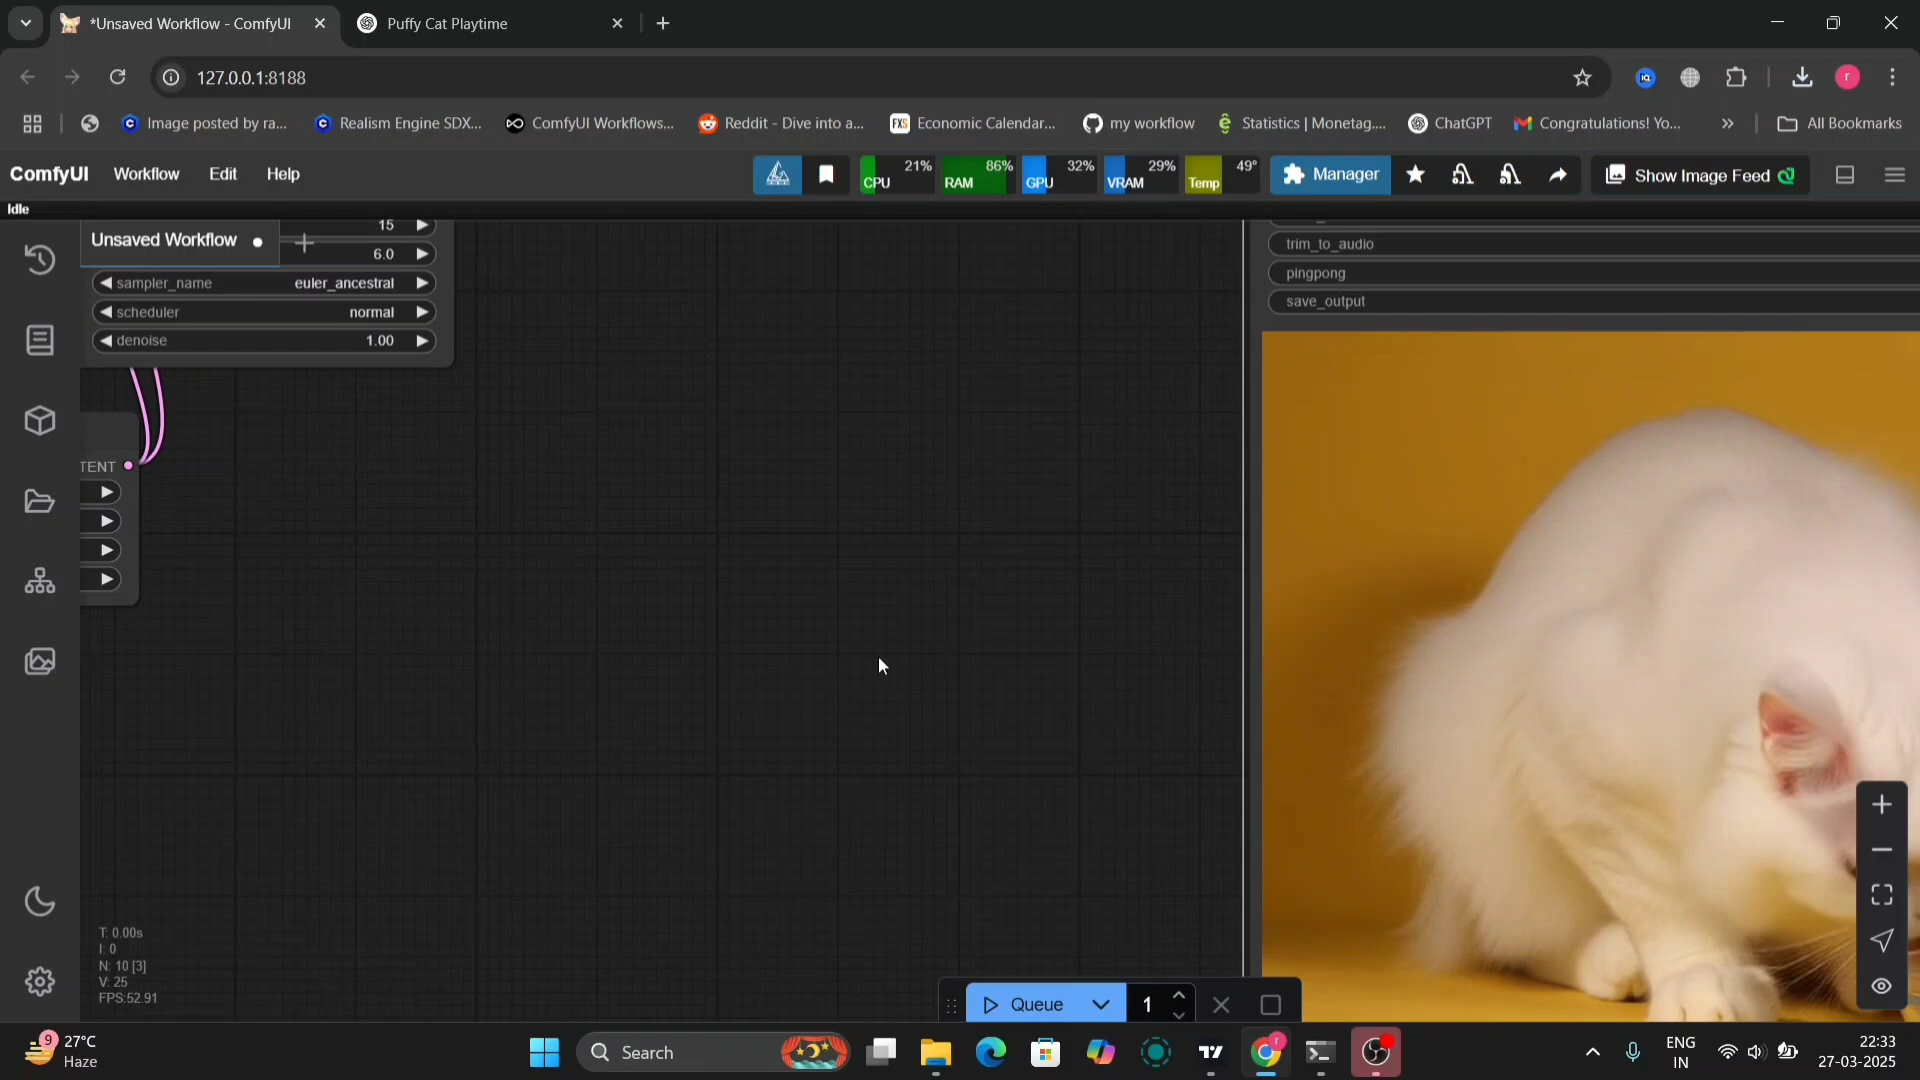 *Unsaved Workflow - ComfyUI
Puffy Cat Playtime
127.0.0.1:8188
Image posted by ra...
Realism Engine SDX...
ComfyUI Workflows...
Reddit - Dive into a...
FXS
Economic Calendar...
my workflow
Statistics | Monetag....
ChatGPT
Congratulations! Yo...
All Bookmarks
ComfyUI
Workflow
Edit
Help
CPU 21%
RAM 86%
GPU 32%
VRAM 29%
Temp 49°
Manager
Show Image Feed
Idle
Unsaved Workflow
15
6.0
sampler_name euler_ancestral
scheduler normal
denoise 1.00
TENT
trim_to_audio
pingpong
save_output
T: 0.00s
I: 0
N: 10 [3]
V: 25
FPS:52.91
Queue
1
9
27°C
Haze
Search
ENG
IN
22:33
27-03-2025